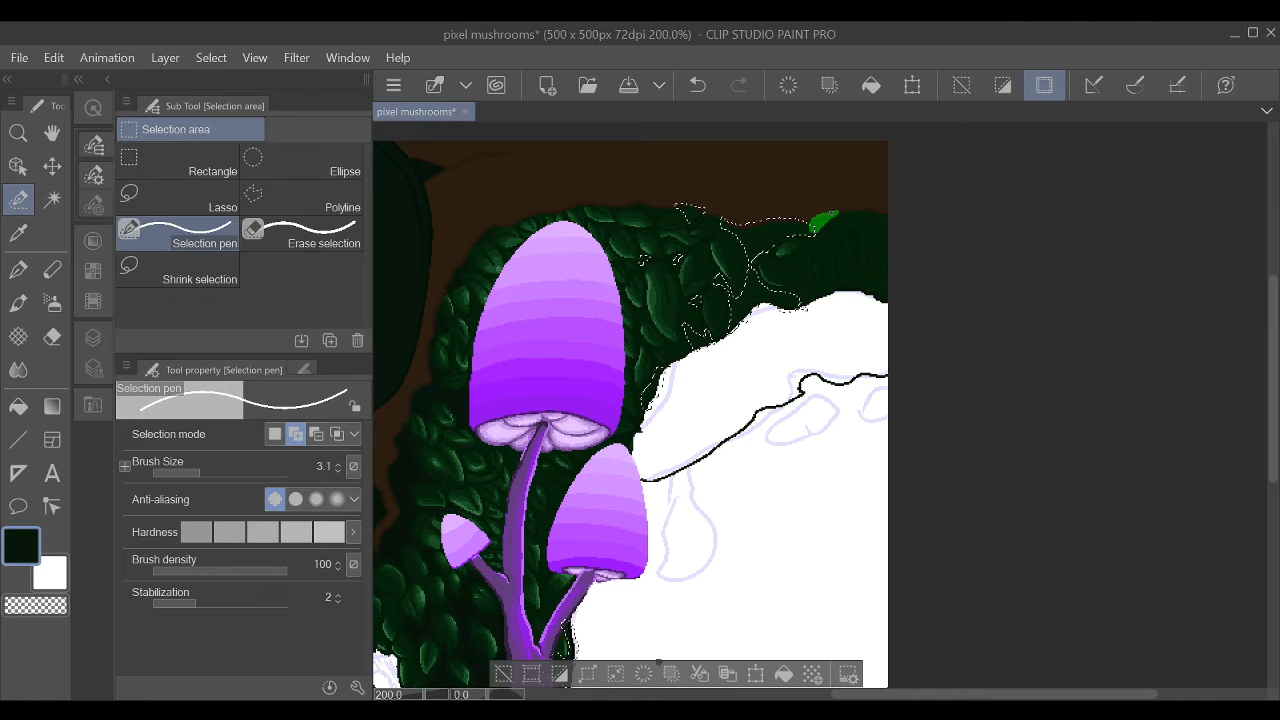 pixel mushrooms* (500 x 500px 72dpi 200.0%) - CLIP STUDIO PAINT PRO
File Edit Animation Layer Select View Filter Window Help
Too Sub Tool [Selection area] pixel mushrooms*
Selection area
Rectangle Ellipse
Lasso Polyline
Selection pen Erase selection
Shrink selection
Tool property [Selection pen]
Selection pen
Selection mode
Brush Size 3.1
Anti-aliasing
Hardness
Brush density 100
Stabilization 2
200.0 0.0